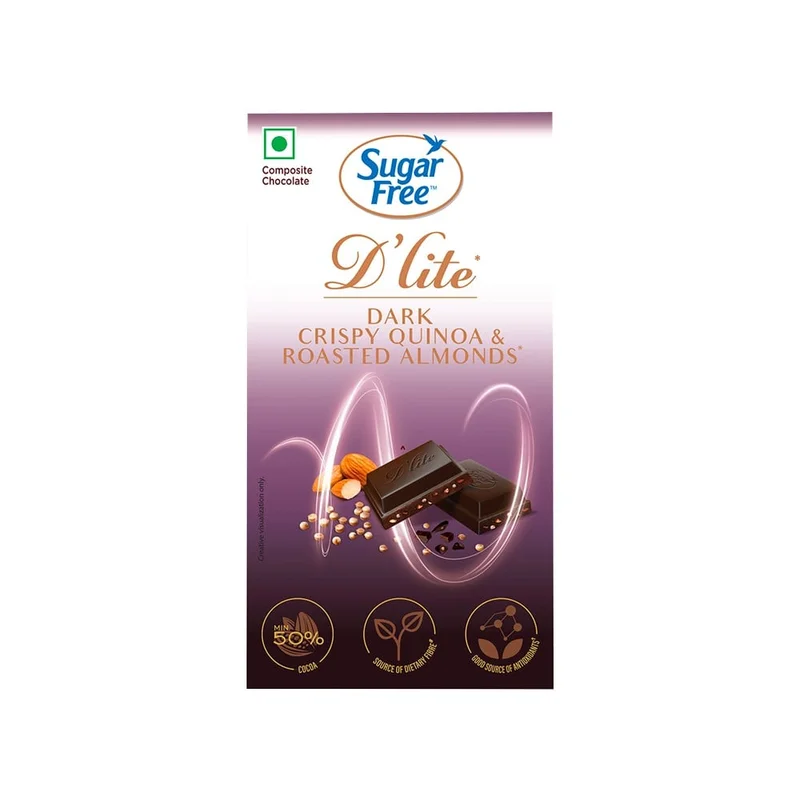 Composite
Chocolate
Sugar
Free™
D'lite*
DARK
CRISPY QUINOA &
ROASTED ALMONDS*
D'lite
Creative visualization only.
MIN
50%
COCOA
SOURCE OF DIETARY FIBRE#
GOOD SOURCE OF ANTIOXIDANTS†